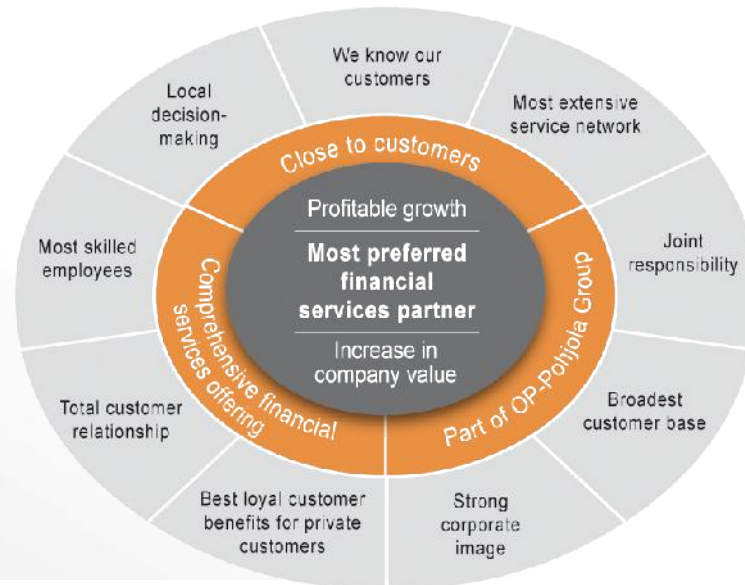 We know our
customers
Local
decision-
making
Most extensive
service network
Close to customers
Profitable growth
Most preferred
financial
services partner
Increase in
company value
Most skilled
employees
Joint
responsibility
Comprehensive financial
services offering
Part of OP-Pohjola Group
Total customer
relationship
Broadest
customer base
Best loyal customer
benefits for private
customers
Strong
corporate
image